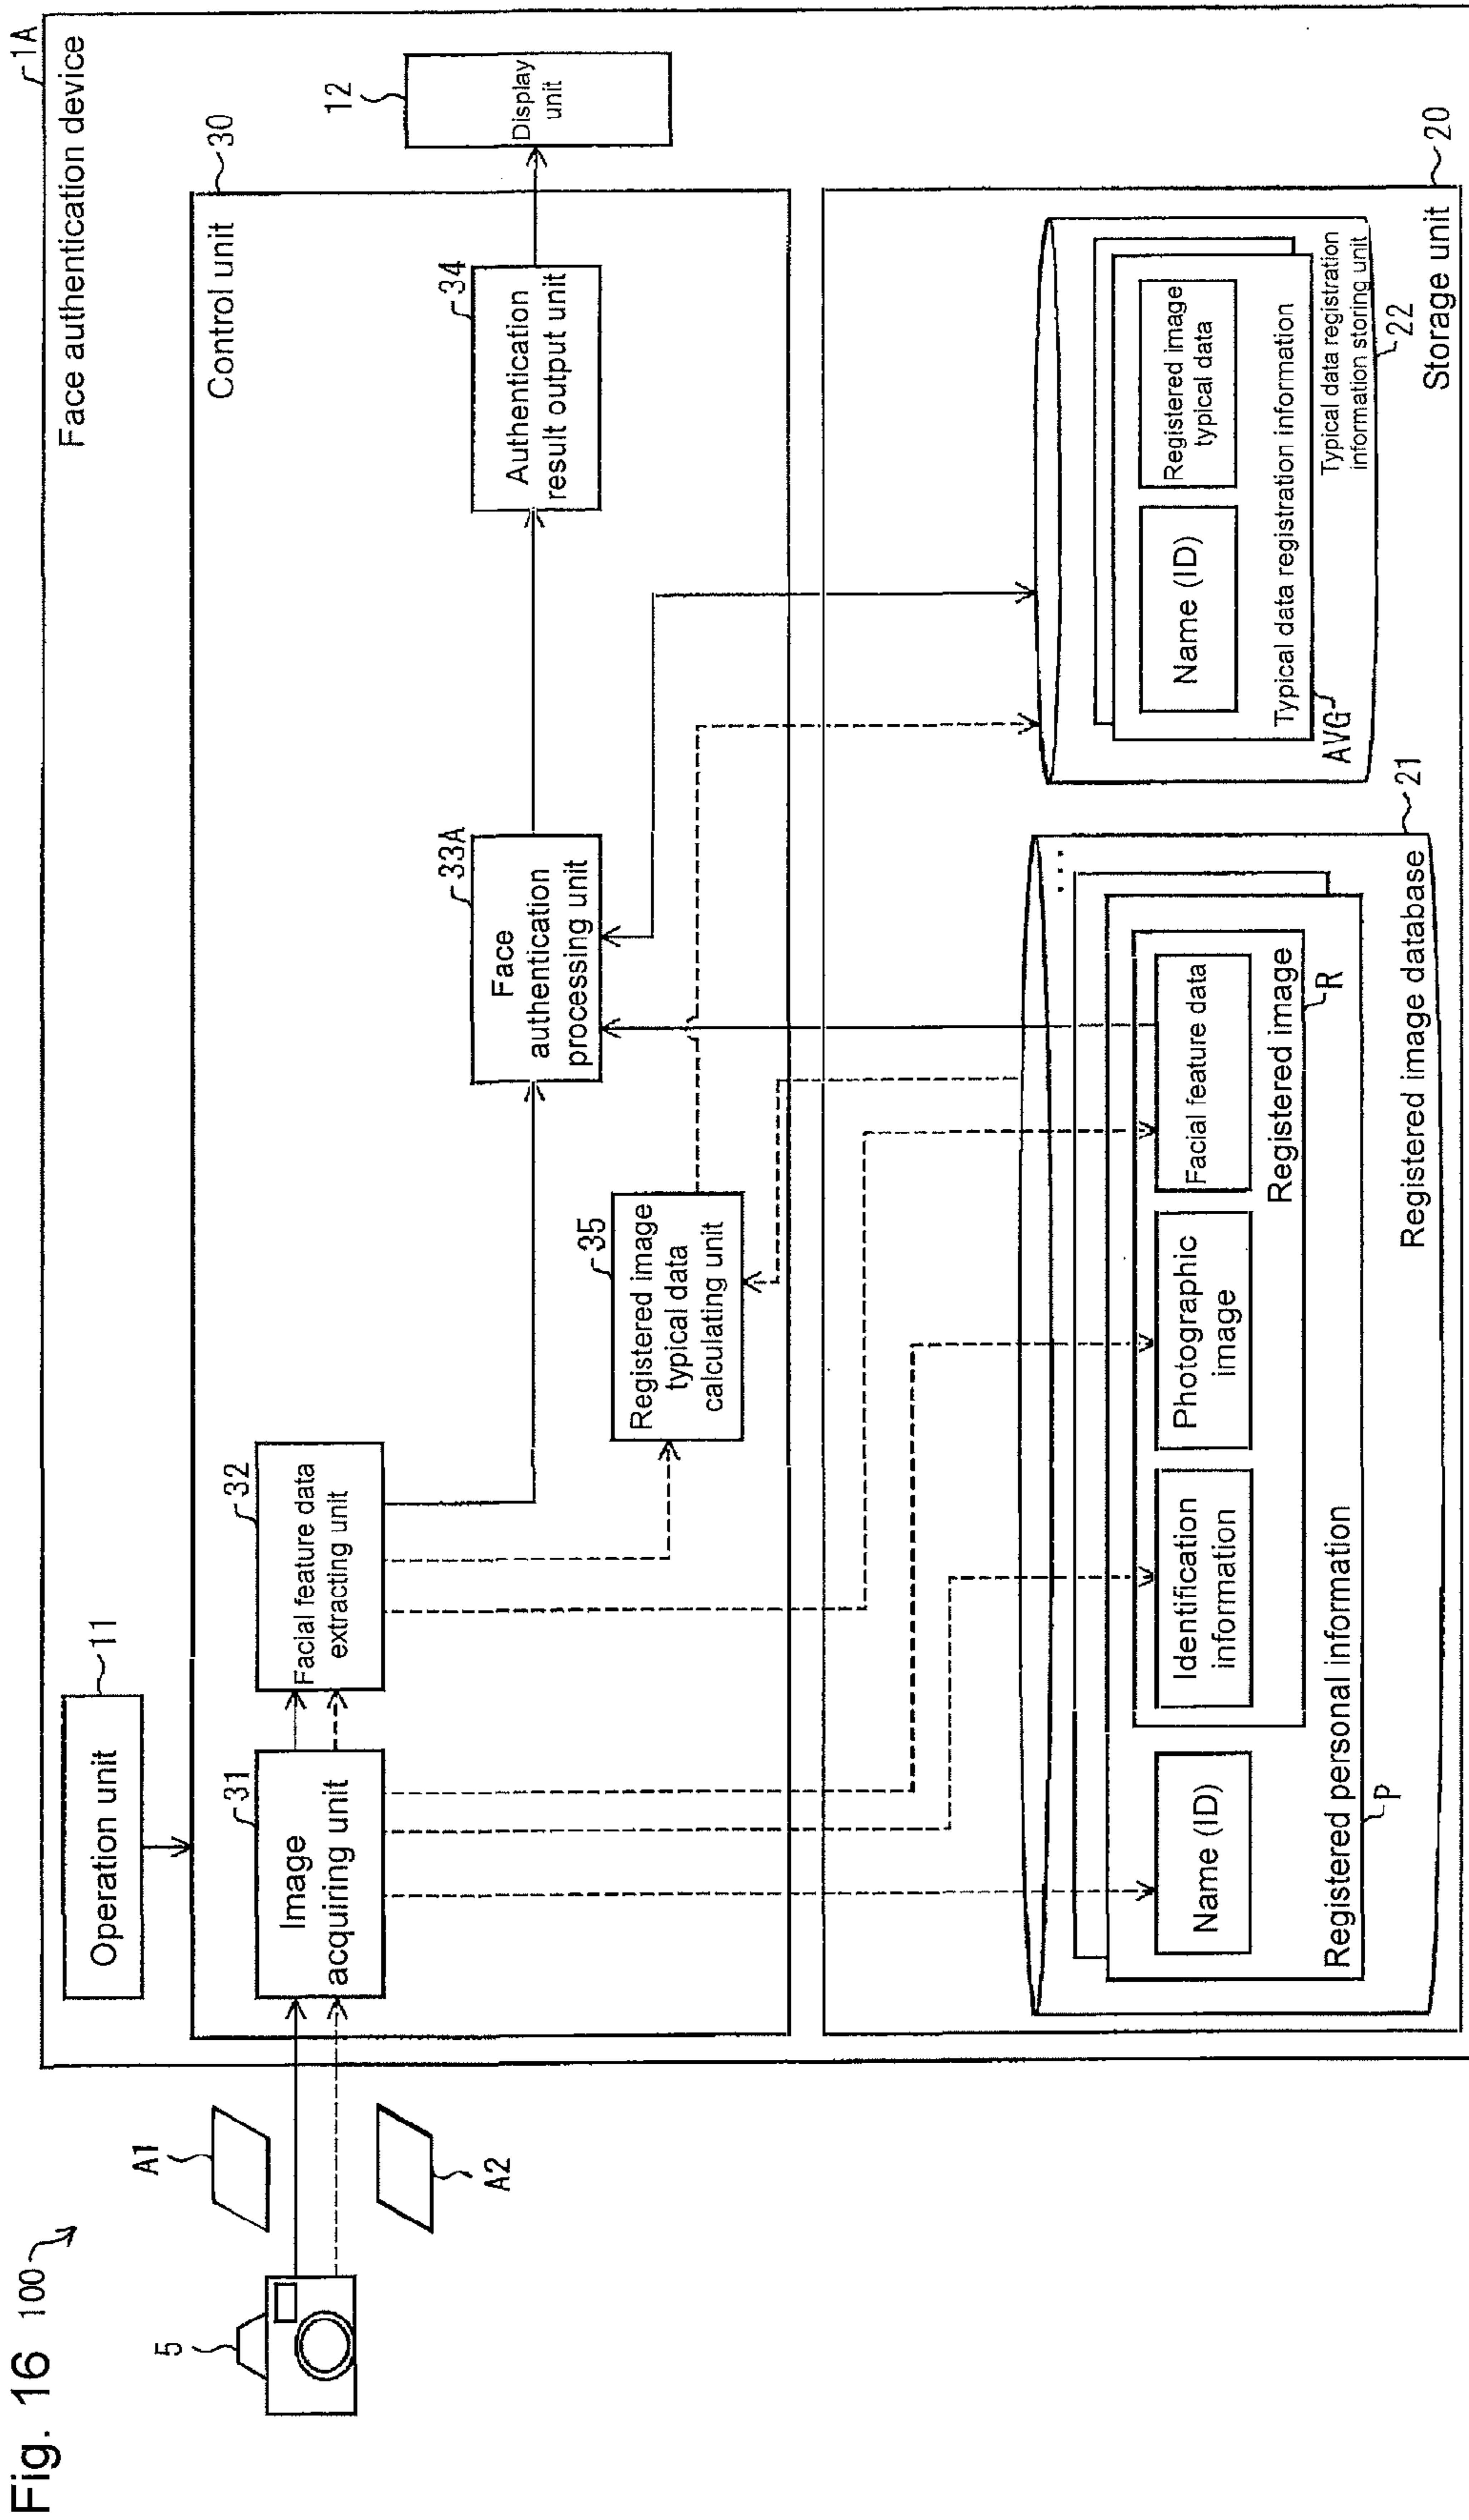 Fig. 16
100
5
A1
A2
1A
Face authentication device
Operation unit
11
30
Control unit
31
Image
acquiring unit
32
Facial feature data
extracting unit
35
Registered image
typical data
calculating unit
33A
Face
authentication
processing unit
34
Authentication
result output unit
12
Display
unit
20
Storage unit
21
Registered image database
Registered personal information
P
Name (ID)
Identification
information
Photographic
image
Facial feature data
Registered image
R
...
22
Typical data registration
information storing unit
Typical data registration information
AVG
Name (ID)
Registered image
typical data